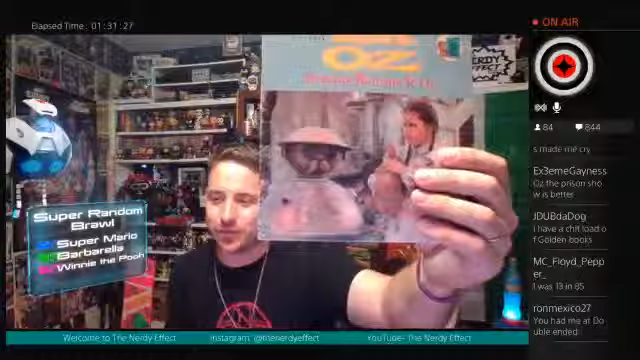 Elapsed Time : 01:31:27
ON AIR
OZ
NERDY
EFFECT
84
844
s made me cry
Ex3emeGayness
Oz the prison sho
w is better
JDUBdaDog
I have a chit load o
f Golden books
MC_Floyd_Pepp
er_
I was 13 in 85
ronmexico27
You had me at Do
uble ended.
Super Random
Brawl
Super Mario
Barbarella
Winnie the Pooh
Welcome to The Nerdy Effect
Instagram: @thenerdyeffect
YouTube- The Nerdy Effect